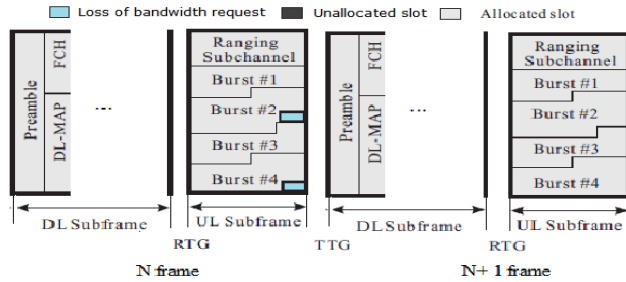 Loss of bandwidth request
Unallocated slot
Allocated slot
Preamble
FCH
DL-MAP
...
Ranging
Subchannel
Burst #1
Burst #2
Burst #3
Burst #4
Preamble
FCH
DL-MAP
...
Ranging
Subchannel
Burst #1
Burst #2
Burst #3
Burst #4
DL Subframe
UL Subframe
DL Subframe
UL Subframe
RTG
TTG
RTG
N frame
N+ 1 frame